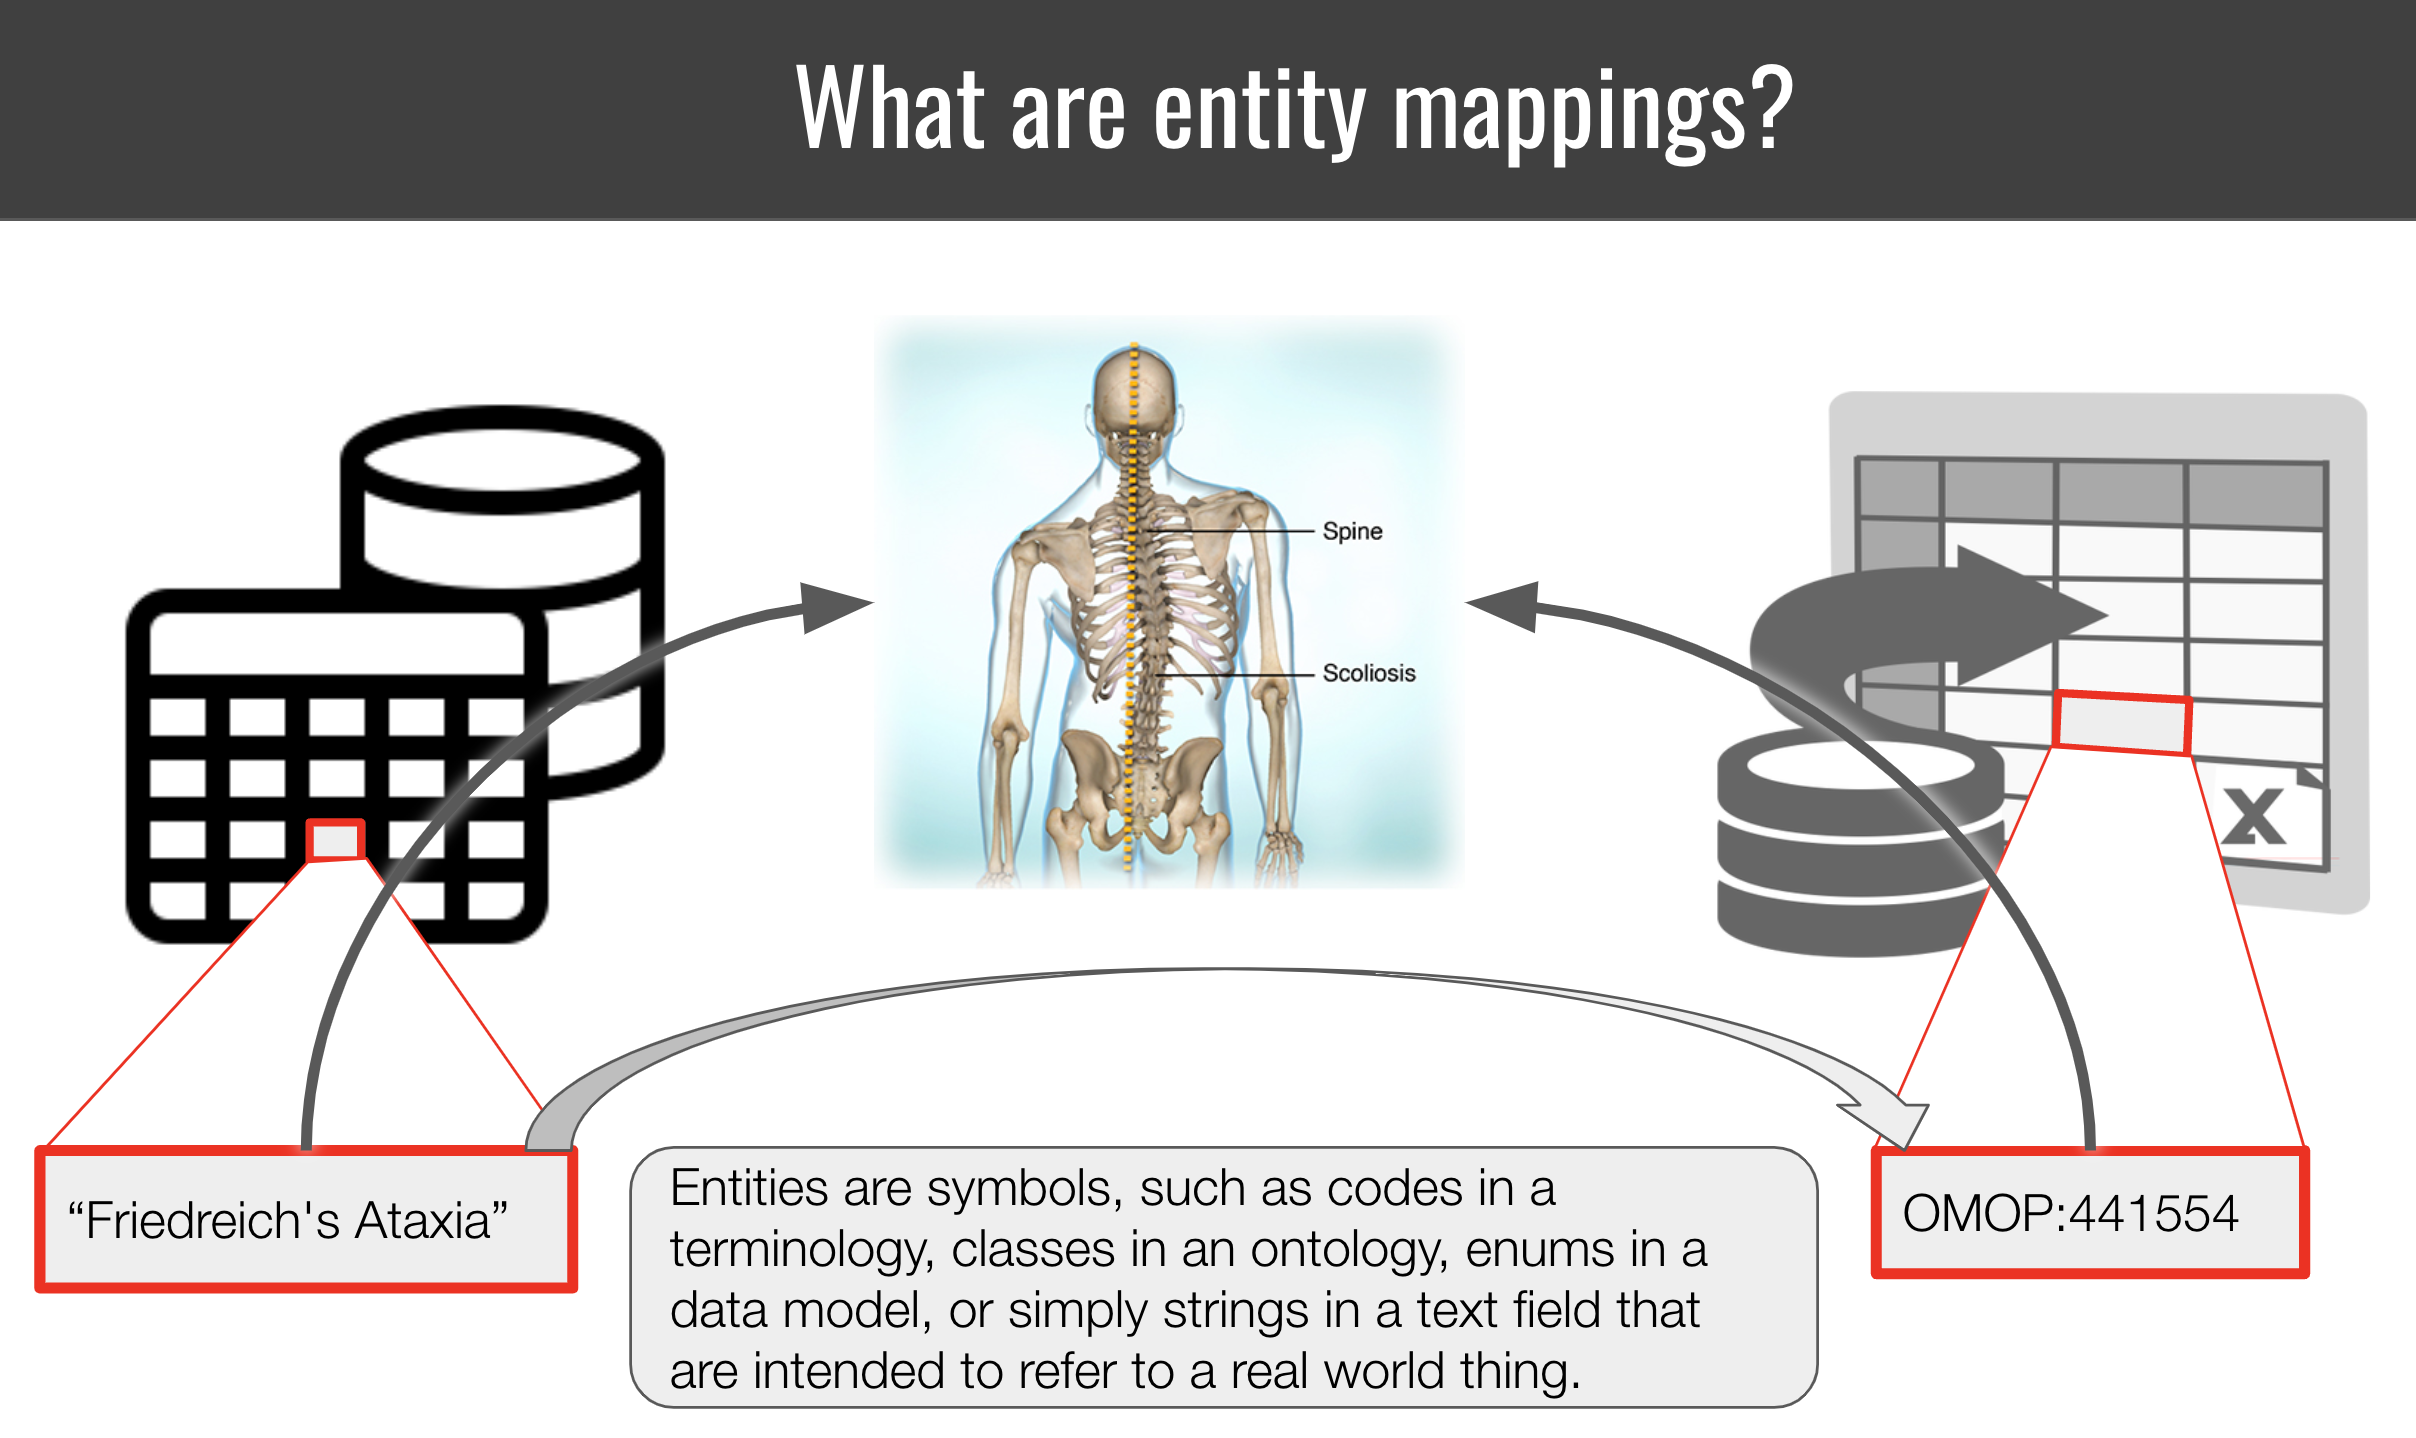 What are entity mappings?
Spine
Scoliosis
X
“Friedreich's Ataxia”
Entities are symbols, such as codes in a
terminology, classes in an ontology, enums in a
data model, or simply strings in a text field that
are intended to refer to a real world thing.
OMOP:441554